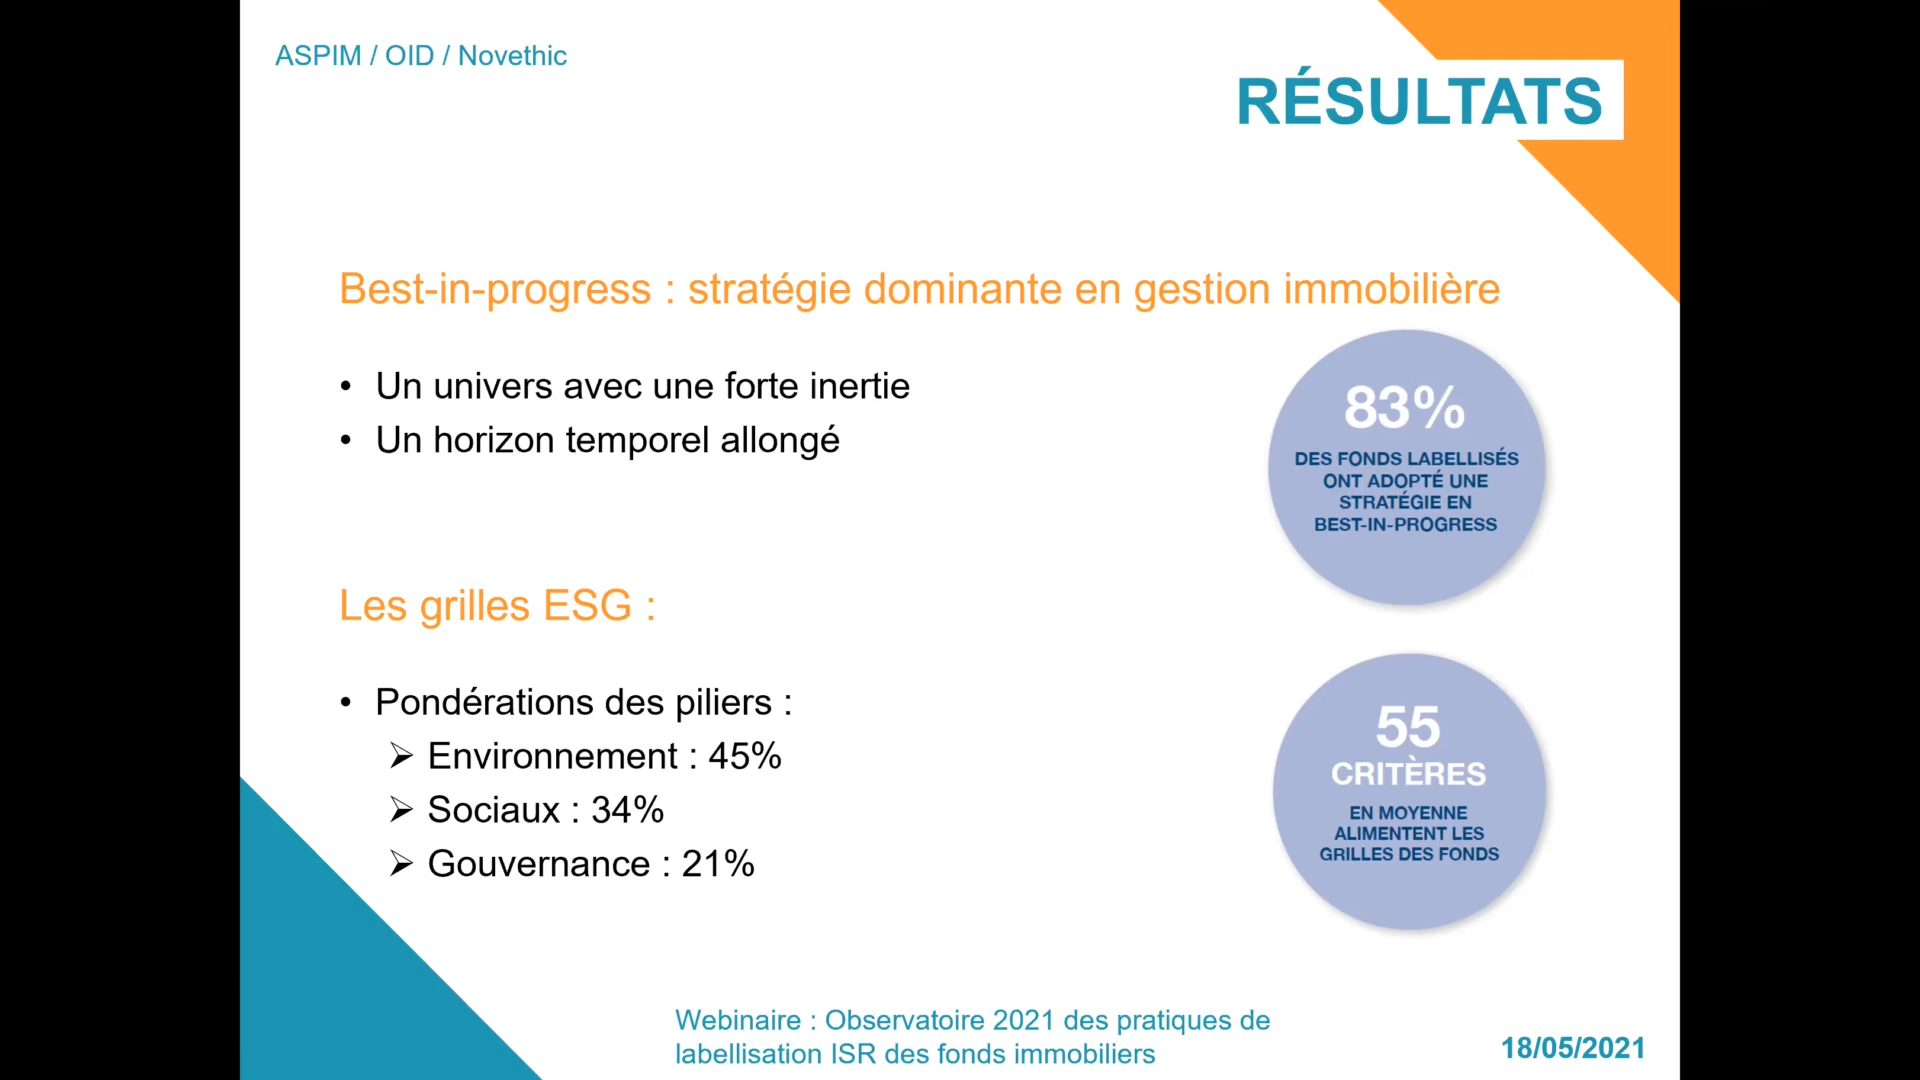 ASPIM / OID / Novethic
RÉSULTATS
Best-in-progress : stratégie dominante en gestion immobilière
• Un univers avec une forte inertie
• Un horizon temporel allongé
83%
DES FONDS LABELLISÉS
ONT ADOPTÉ UNE
STRATÉGIE EN
BEST-IN-PROGRESS
Les grilles ESG :
• Pondérations des piliers :
➢ Environnement : 45%
➢ Sociaux : 34%
➢ Gouvernance : 21%
55
CRITÈRES
EN MOYENNE
ALIMENTENT LES
GRILLES DES FONDS
Webinaire : Observatoire 2021 des pratiques de
labellisation ISR des fonds immobiliers
18/05/2021